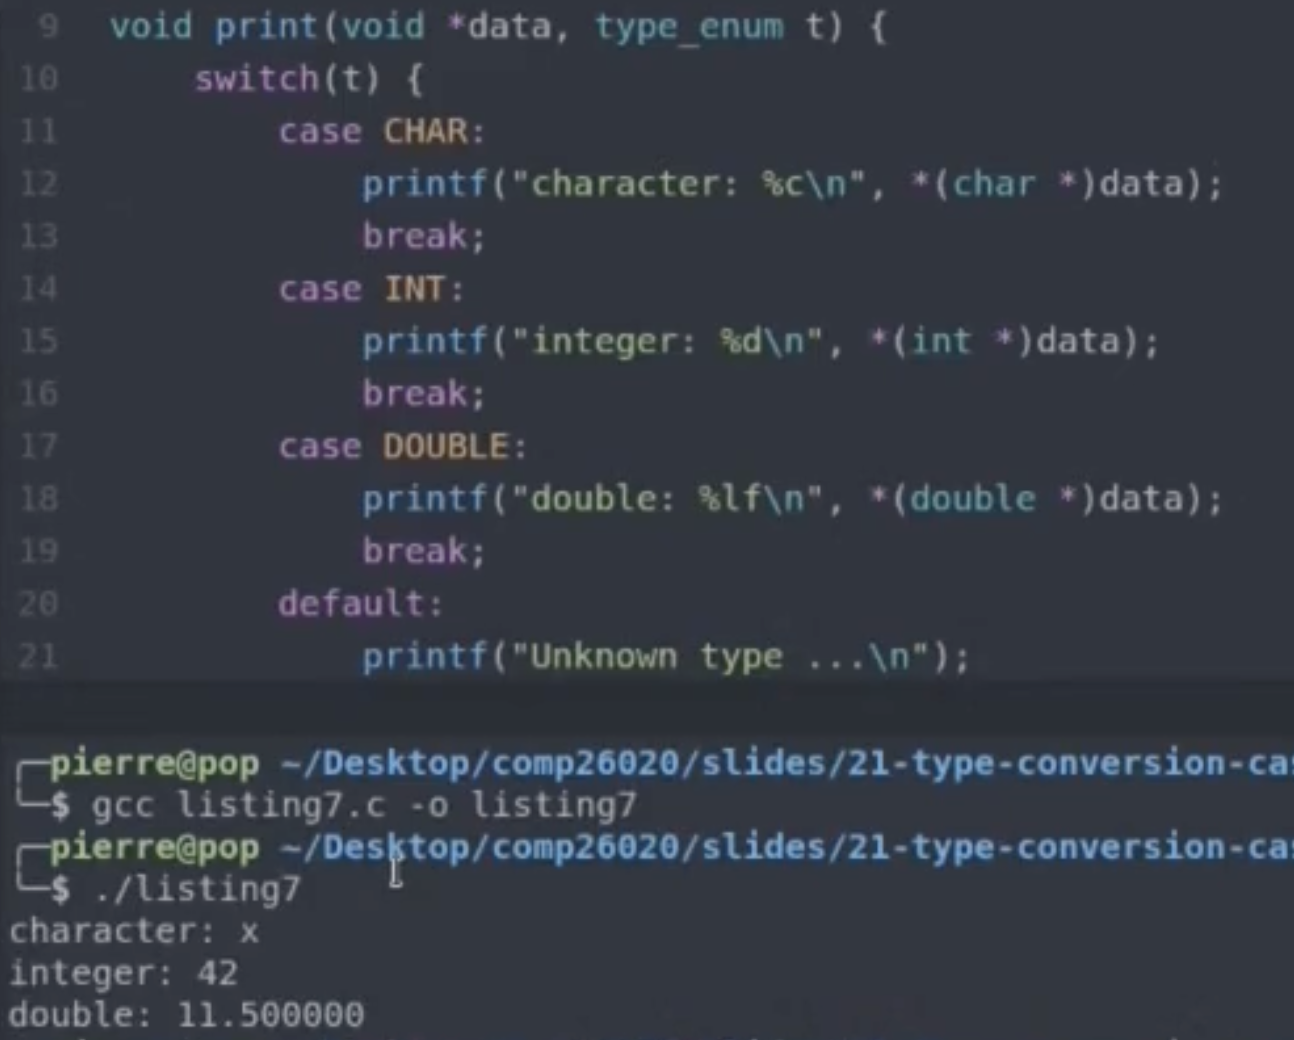 9 void print(void *data, type_enum t) {
10 switch(t) {
11 case CHAR:
12 printf("character: %c\n", *(char *)data);
13 break;
14 case INT:
15 printf("integer: %d\n", *(int *)data);
16 break;
17 case DOUBLE:
18 printf("double: %lf\n", *(double *)data);
19 break;
20 default:
21 printf("Unknown type ...\n");
pierre@pop ~/Desktop/comp26020/slides/21-type-conversion-cas
$ gcc listing7.c -o listing7
pierre@pop ~/Desktop/comp26020/slides/21-type-conversion-cas
$ ./listing7
character: x
integer: 42
double: 11.500000